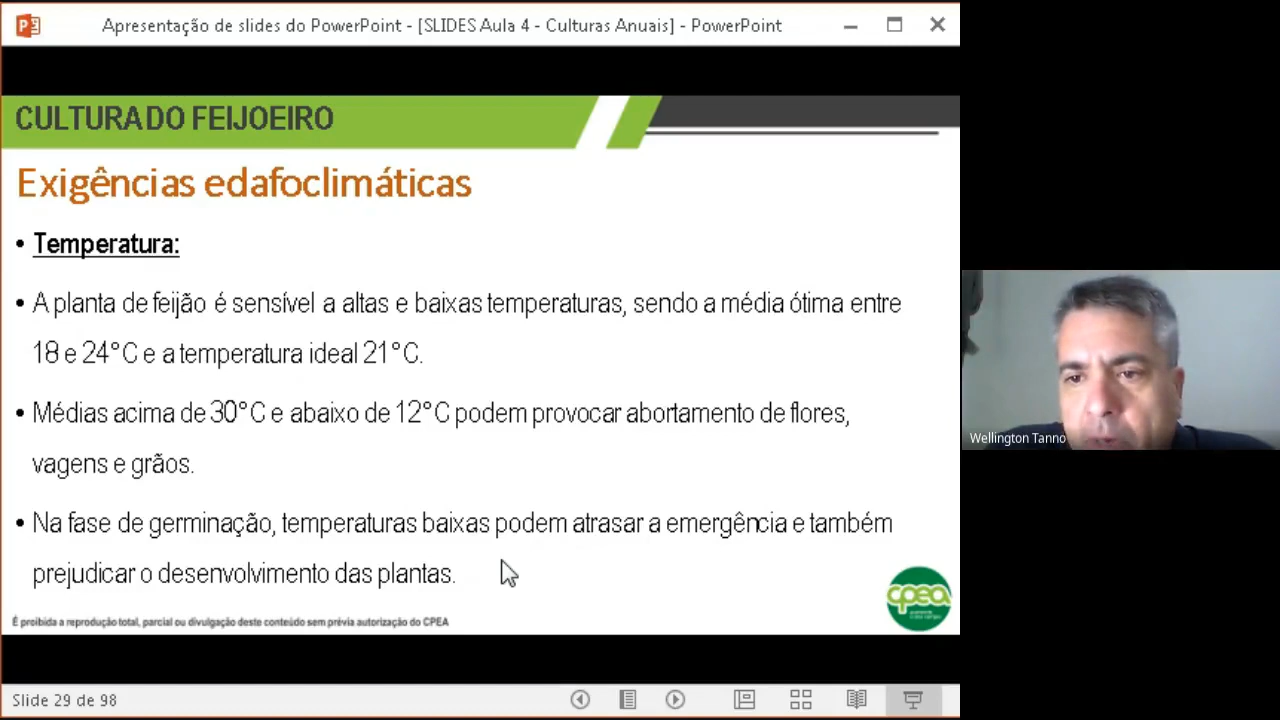 Apresentação de slides do PowerPoint - [SLIDES Aula 4 - Culturas Anuais] - PowerPoint
CULTURA DO FEIJOEIRO
Exigências edafoclimáticas
• Temperatura:
• A planta de feijão é sensível a altas e baixas temperaturas, sendo a média ótima entre
18 e 24°C e a temperatura ideal 21°C.
• Médias acima de 30°C e abaixo de 12°C podem provocar abortamento de flores,
vagens e grãos.
• Na fase de germinação, temperaturas baixas podem atrasar a emergência e também
prejudicar o desenvolvimento das plantas.
cpea
É proibida a reprodução total, parcial ou divulgação deste conteúdo sem prévia autorização do CPEA
Slide 29 de 98
Wellington Tanno